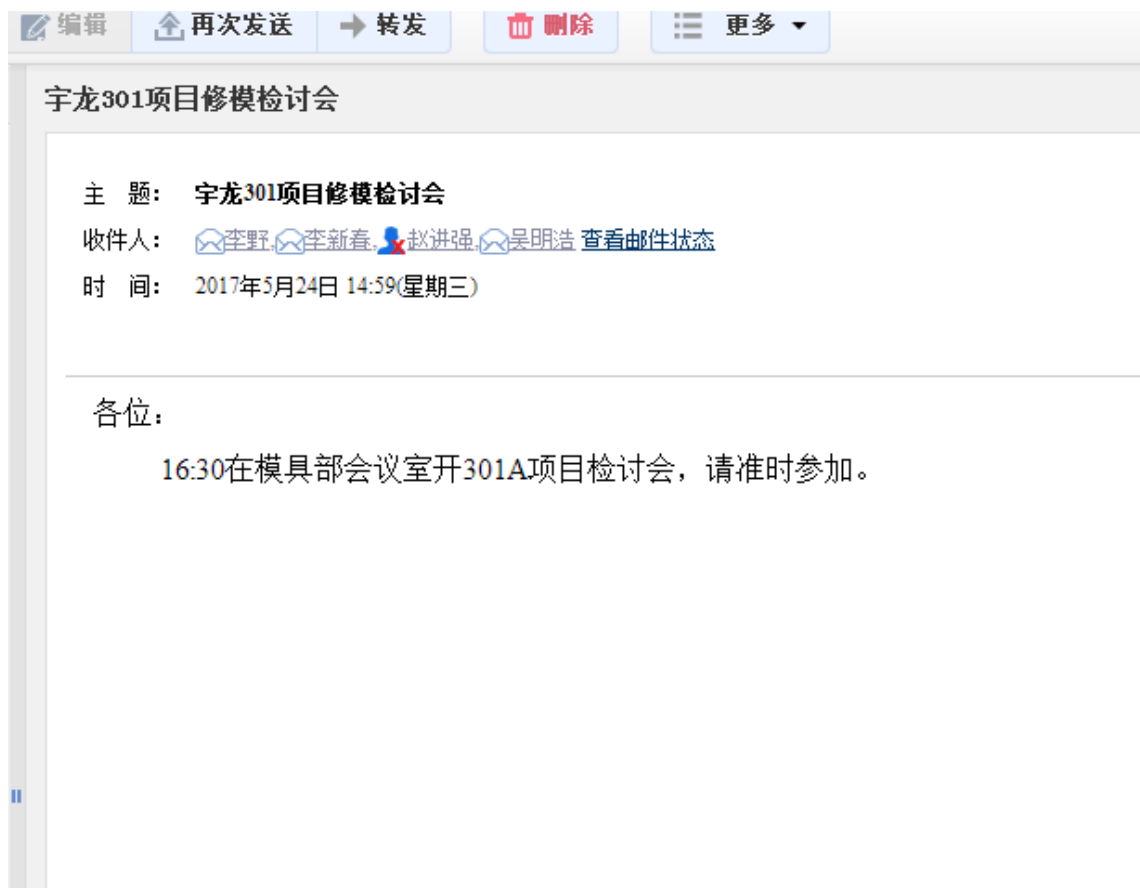 编辑 再次发送 转发 删除 更多
宇龙301项目修模检讨会
主 题： 宇龙301项目修模检讨会
收件人： 李野,李新春,赵进强,吴明浩 查看邮件状态
时 间： 2017年5月24日 14:59(星期三)
各位：
16:30在模具部会议室开301A项目检讨会，请准时参加。